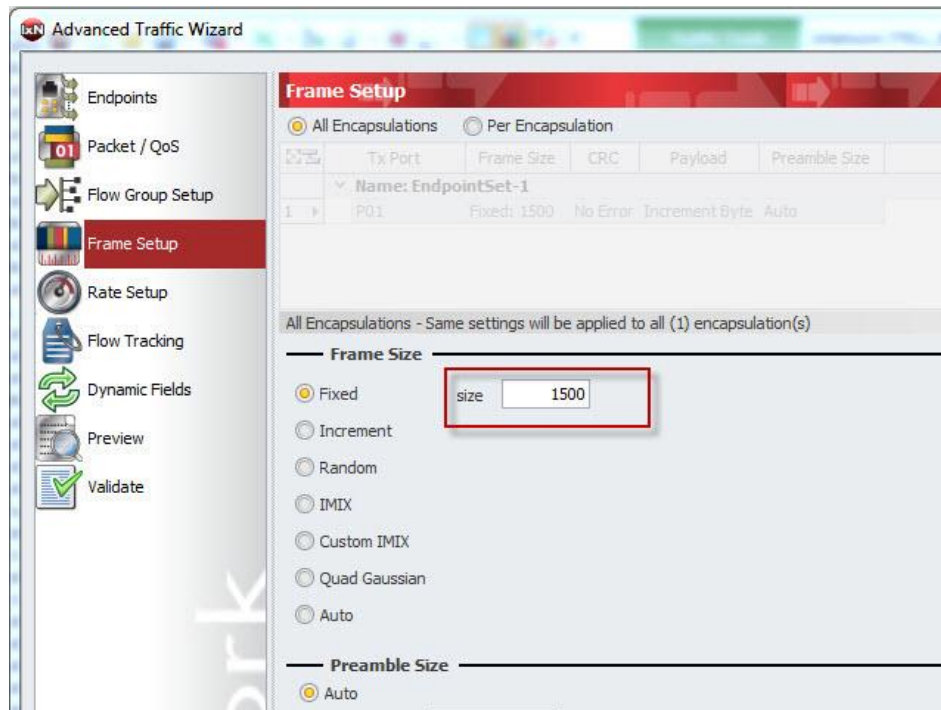 IxN Advanced Traffic Wizard
Endpoints
Packet / QoS
Flow Group Setup
Frame Setup
Rate Setup
Flow Tracking
Dynamic Fields
Preview
Validate
Frame Setup
All Encapsulations Per Encapsulation
Tx Port Frame Size CRC Payload Preamble Size
Name: EndpointSet-1
1 P01 Fixed: 1500 No Error Increment Byte Auto
All Encapsulations - Same settings will be applied to all (1) encapsulation(s)
Frame Size
Fixed size 1500
Increment
Random
IMIX
Custom IMIX
Quad Gaussian
Auto
Preamble Size
Auto
01
ork